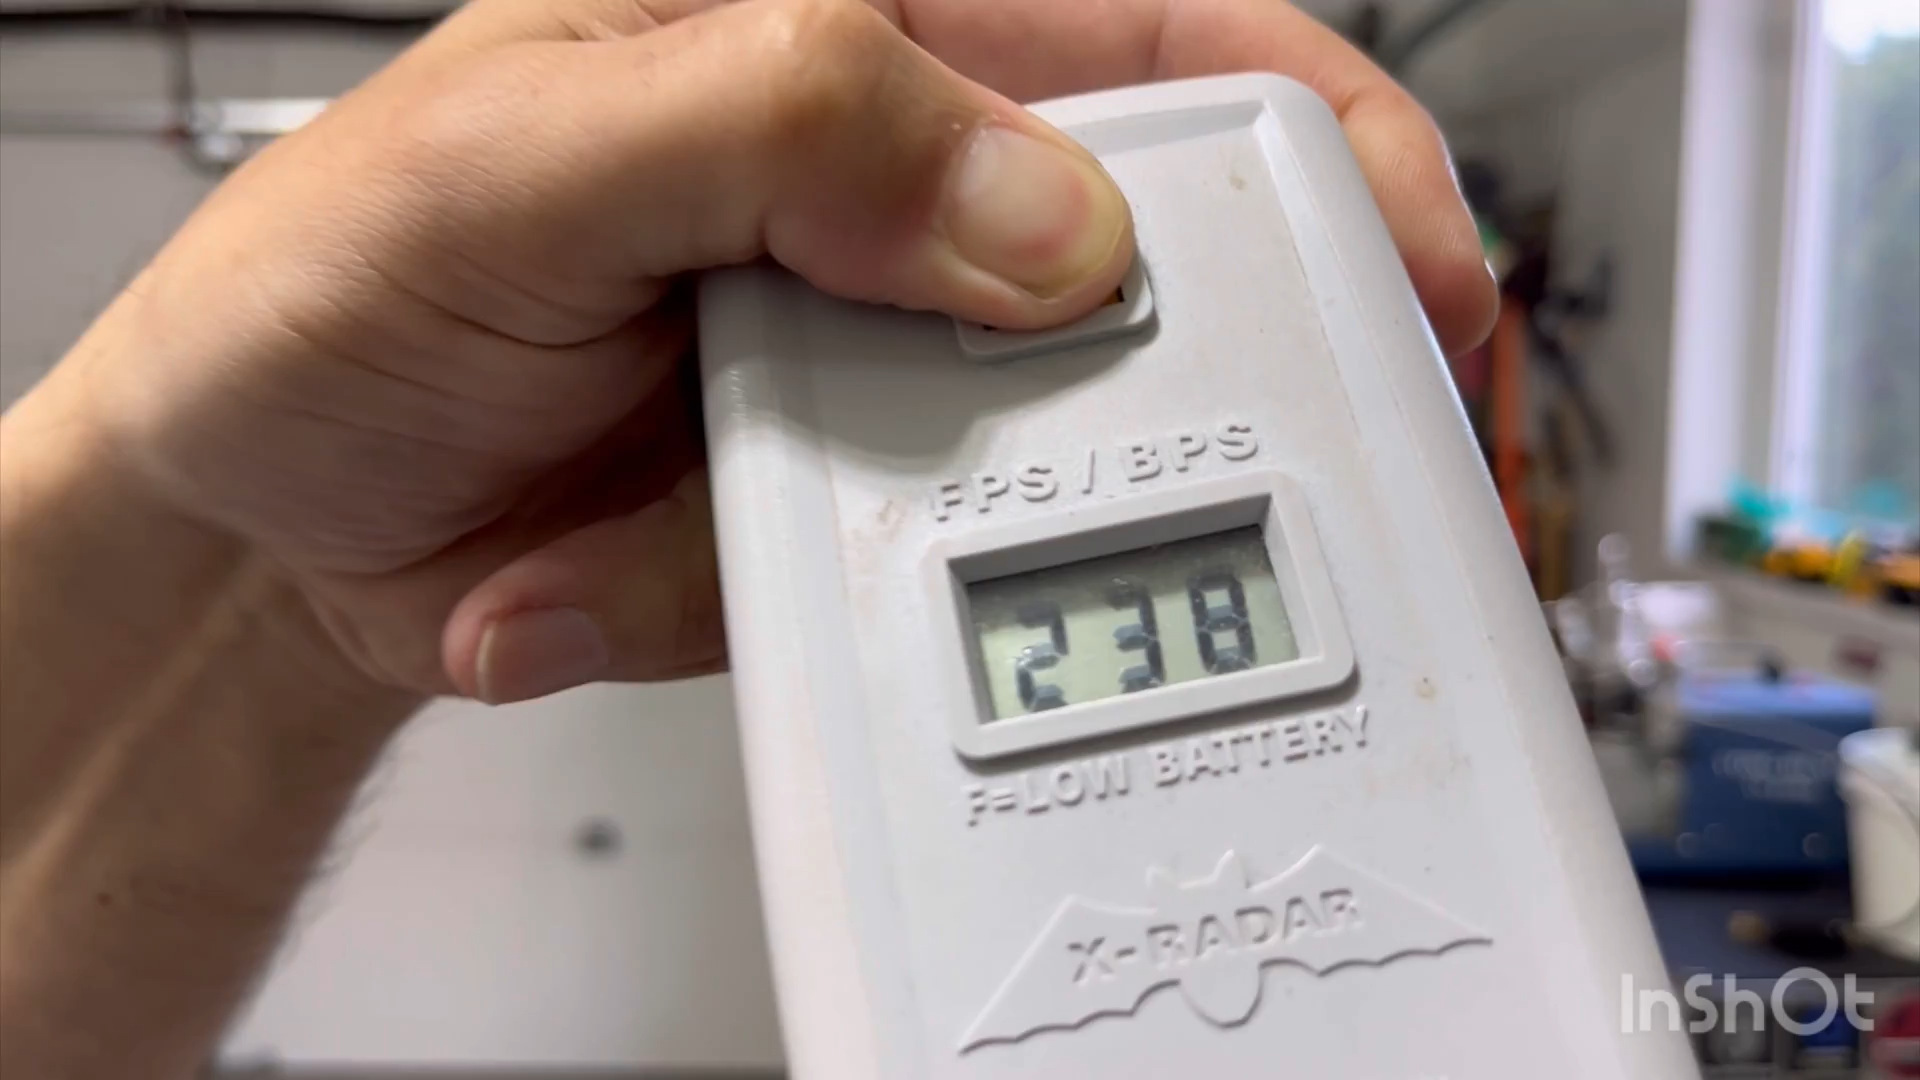 FPS / BPS
238
F=LOW BATTERY
X-RADAR
InShOt